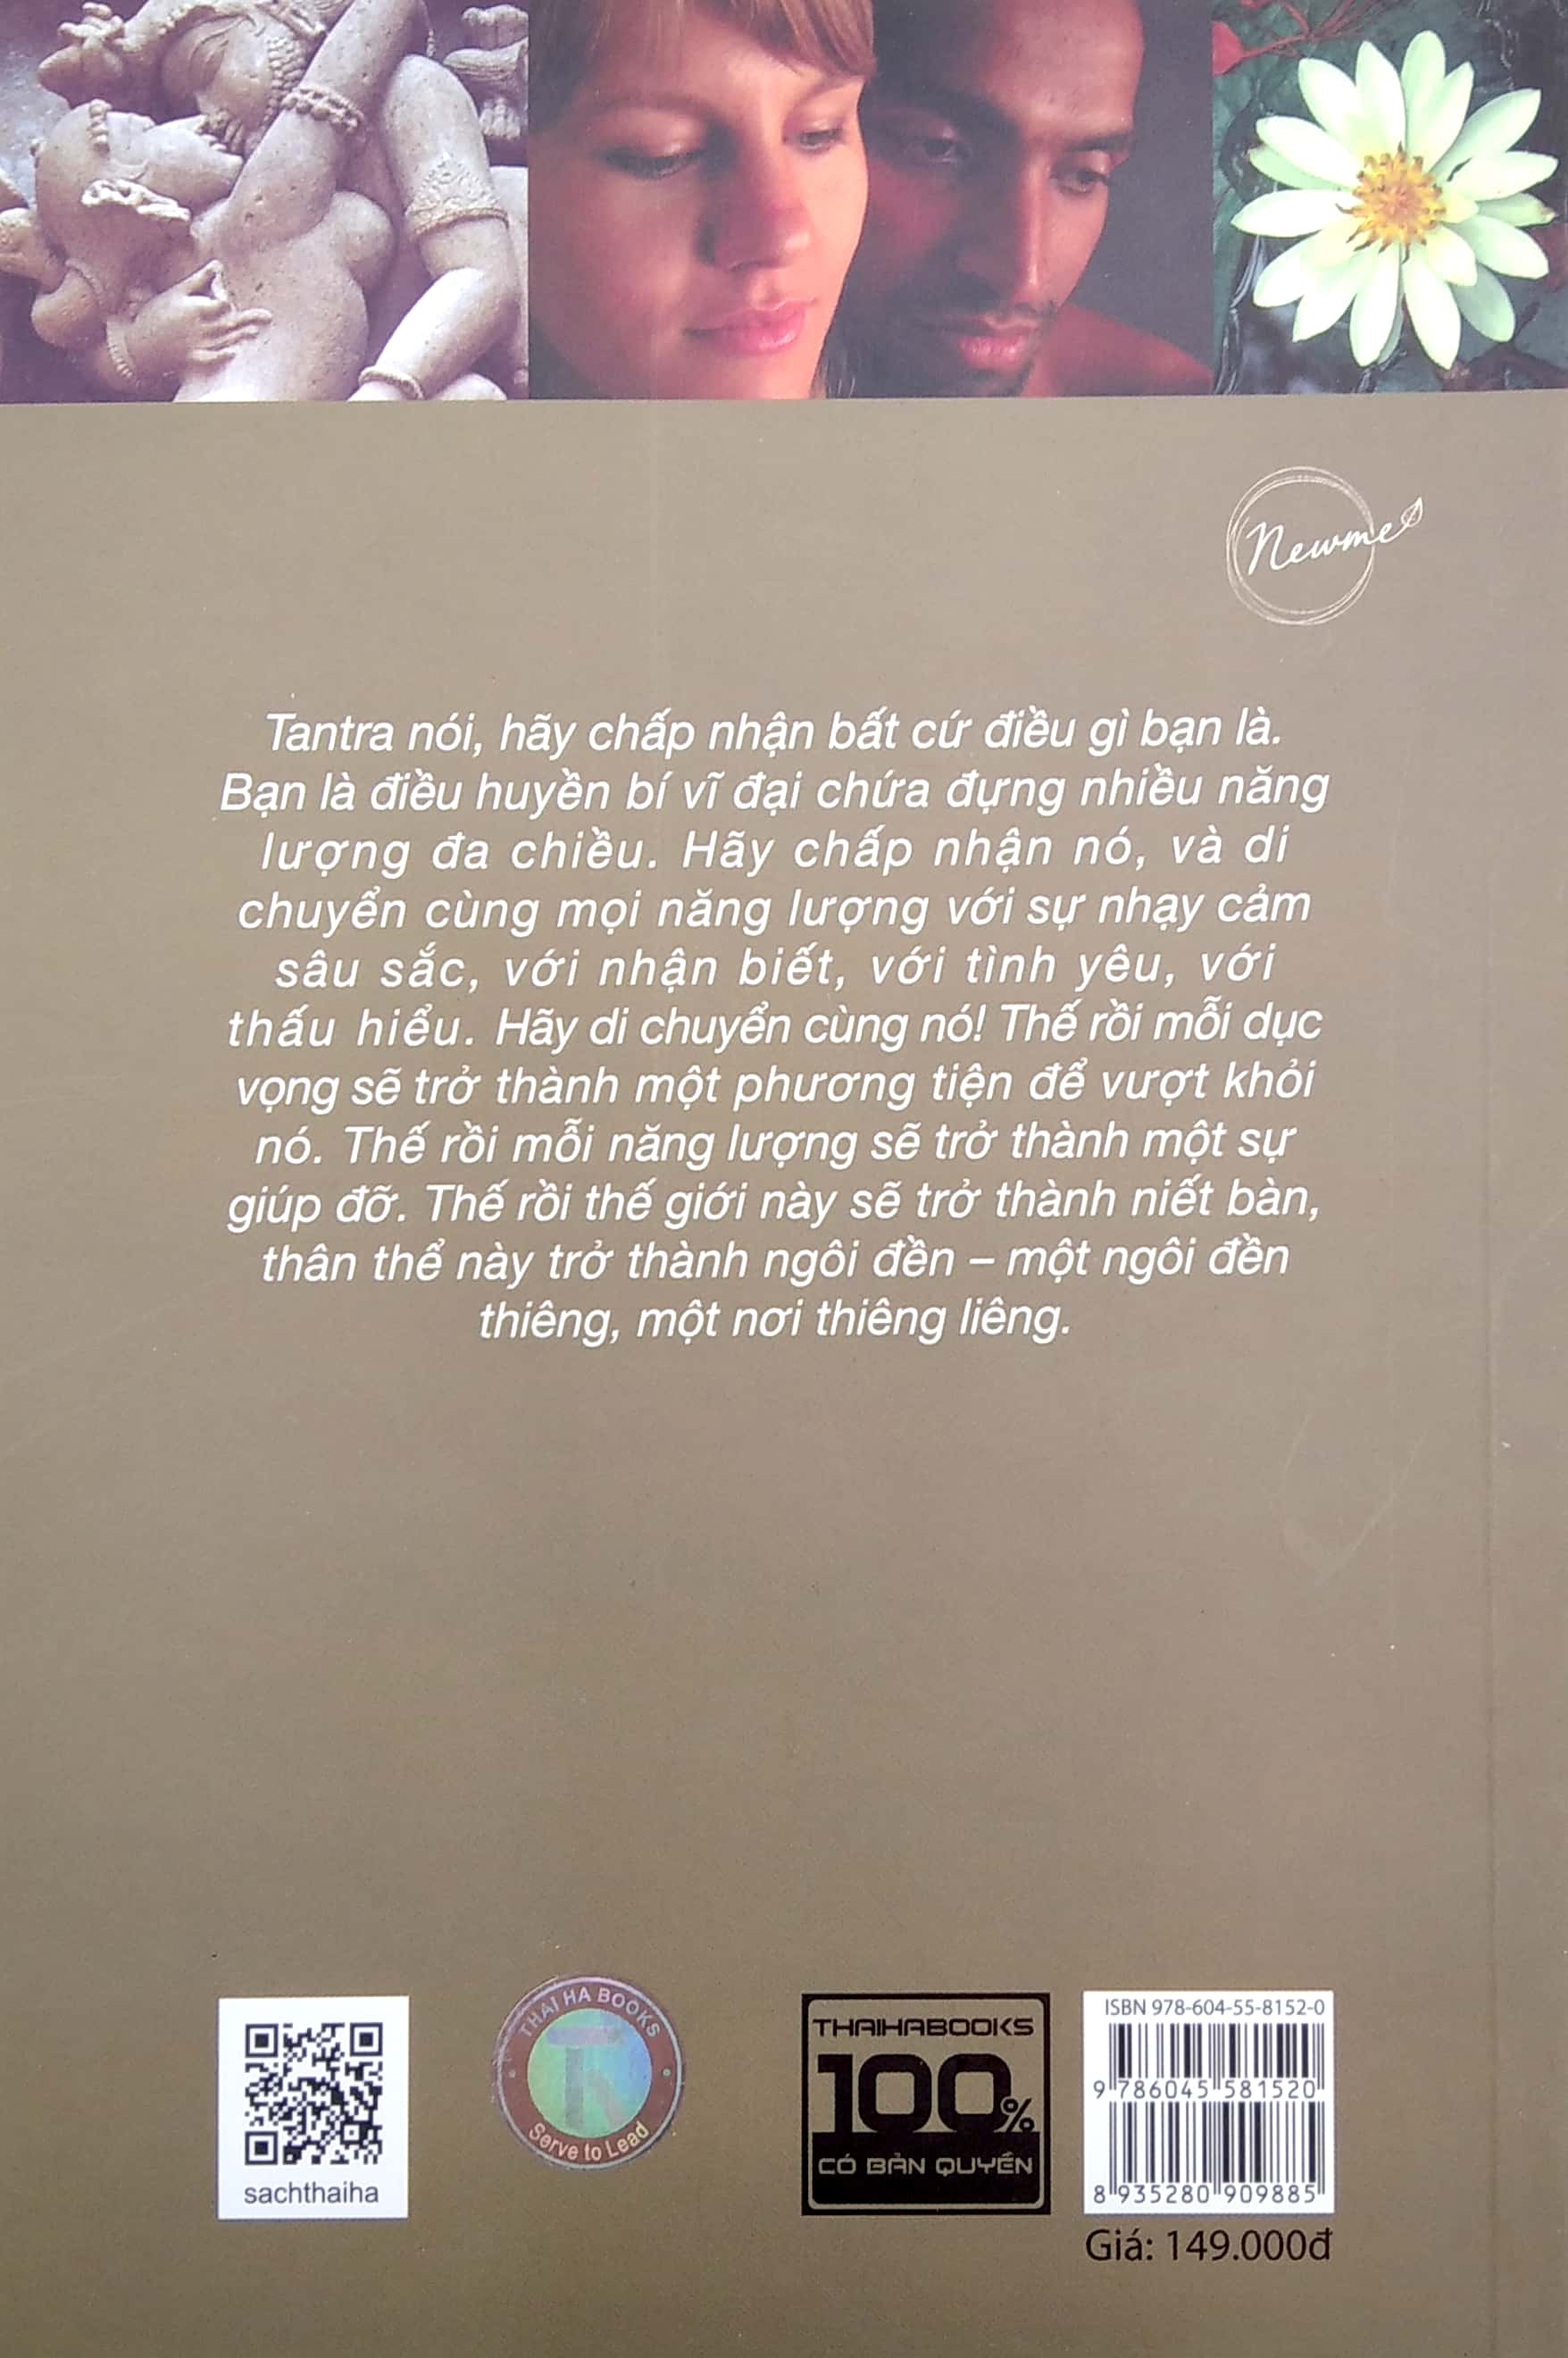 Newme
Tantra nói, hãy chấp nhận bất cứ điều gì bạn là.
Bạn là điều huyền bí vĩ đại chứa đựng nhiều năng
lượng đa chiều. Hãy chấp nhận nó, và di
chuyển cùng mọi năng lượng với sự nhạy cảm
sâu sắc, với nhận biết, với tình yêu, với
thấu hiểu. Hãy di chuyển cùng nó! Thế rồi mỗi dục
vọng sẽ trở thành một phương tiện để vượt khỏi
nó. Thế rồi mỗi năng lượng sẽ trở thành một sự
giúp đỡ. Thế rồi thế giới này sẽ trở thành niết bàn,
thân thể này trở thành ngôi đền – một ngôi đền
thiêng, một nơi thiêng liêng.
sachthaiha
THAI HA BOOKS
Serve to Lead
THAIHABOOKS
100%
CÓ BẢN QUYỀN
ISBN 978-604-55-8152-0
9 786045 581520
8 935280 909885
Giá: 149.000đ